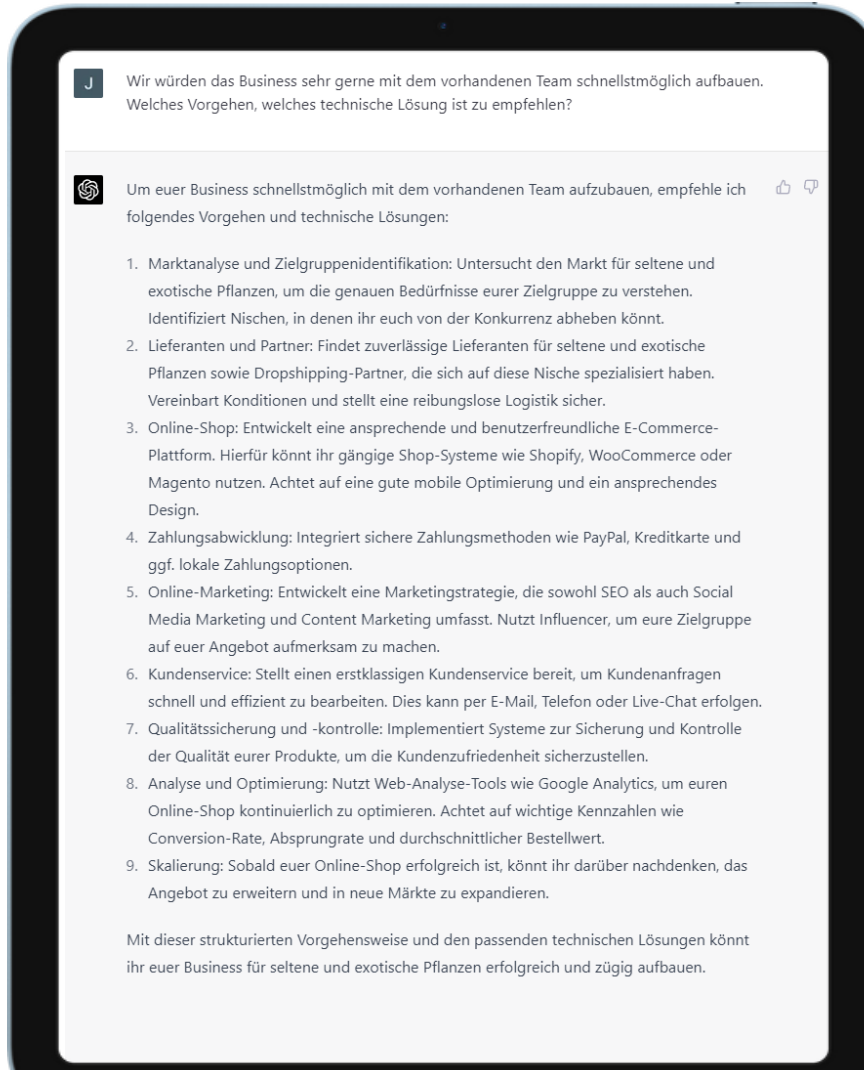 J
Wir würden das Business sehr gerne mit dem vorhandenen Team schnellstmöglich aufbauen.
Welches Vorgehen, welches technische Lösung ist zu empfehlen?
Um euer Business schnellstmöglich mit dem vorhandenen Team aufzubauen, empfehle ich
folgendes Vorgehen und technische Lösungen:
1. Marktanalyse und Zielgruppenidentifikation: Untersucht den Markt für seltene und
exotische Pflanzen, um die genauen Bedürfnisse eurer Zielgruppe zu verstehen.
Identifiziert Nischen, in denen ihr euch von der Konkurrenz abheben könnt.
2. Lieferanten und Partner: Findet zuverlässige Lieferanten für seltene und exotische
Pflanzen sowie Dropshipping-Partner, die sich auf diese Nische spezialisiert haben.
Vereinbart Konditionen und stellt eine reibungslose Logistik sicher.
3. Online-Shop: Entwickelt eine ansprechende und benutzerfreundliche E-Commerce-
Plattform. Hierfür könnt ihr gängige Shop-Systeme wie Shopify, WooCommerce oder
Magento nutzen. Achtet auf eine gute mobile Optimierung und ein ansprechendes
Design.
4. Zahlungsabwicklung: Integriert sichere Zahlungsmethoden wie PayPal, Kreditkarte und
ggf. lokale Zahlungsoptionen.
5. Online-Marketing: Entwickelt eine Marketingstrategie, die sowohl SEO als auch Social
Media Marketing und Content Marketing umfasst. Nutzt Influencer, um eure Zielgruppe
auf euer Angebot aufmerksam zu machen.
6. Kundenservice: Stellt einen erstklassigen Kundenservice bereit, um Kundenanfragen
schnell und effizient zu bearbeiten. Dies kann per E-Mail, Telefon oder Live-Chat erfolgen.
7. Qualitätssicherung und -kontrolle: Implementiert Systeme zur Sicherung und Kontrolle
der Qualität eurer Produkte, um die Kundenzufriedenheit sicherzustellen.
8. Analyse und Optimierung: Nutzt Web-Analyse-Tools wie Google Analytics, um euren
Online-Shop kontinuierlich zu optimieren. Achtet auf wichtige Kennzahlen wie
Conversion-Rate, Absprungrate und durchschnittlicher Bestellwert.
9. Skalierung: Sobald euer Online-Shop erfolgreich ist, könnt ihr darüber nachdenken, das
Angebot zu erweitern und in neue Märkte zu expandieren.
Mit dieser strukturierten Vorgehensweise und den passenden technischen Lösungen könnt
ihr euer Business für seltene und exotische Pflanzen erfolgreich und zügig aufbauen.